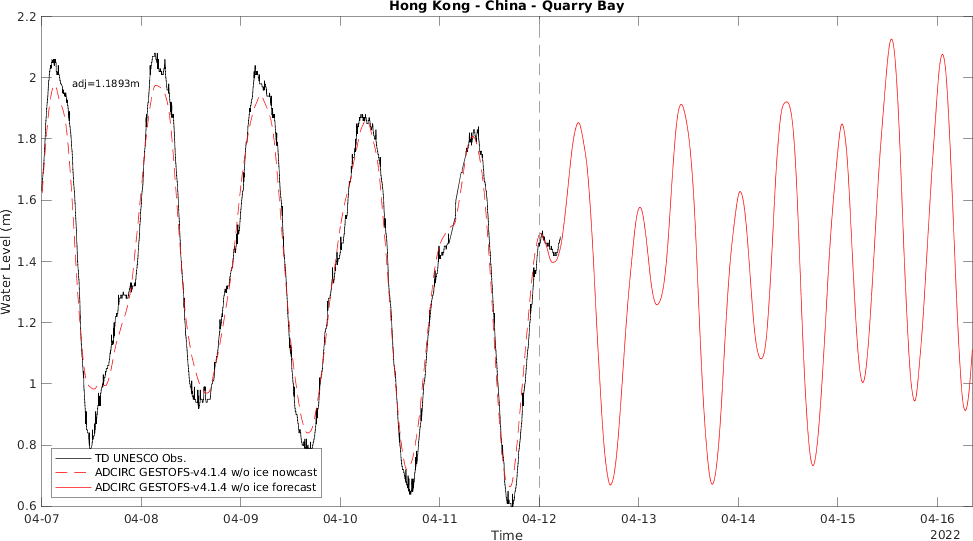 Hong Kong - China - Quarry Bay
2.2
2
1.8
1.6
1.4
1.2
1
0.8
0.6
Water Level (m)
adj=1.1893m
TD UNESCO Obs.
ADCIRC GESTOFS-v4.1.4 w/o ice nowcast
ADCIRC GESTOFS-v4.1.4 w/o ice forecast
04-07 04-08 04-09 04-10 04-11 04-12 04-13 04-14 04-15 04-16
2022
Time